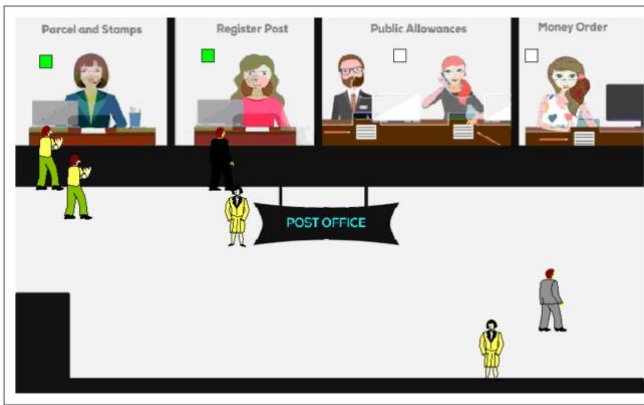 Parcel and Stamps
Register Post
Public Allowances
Money Order
POST OFFICE